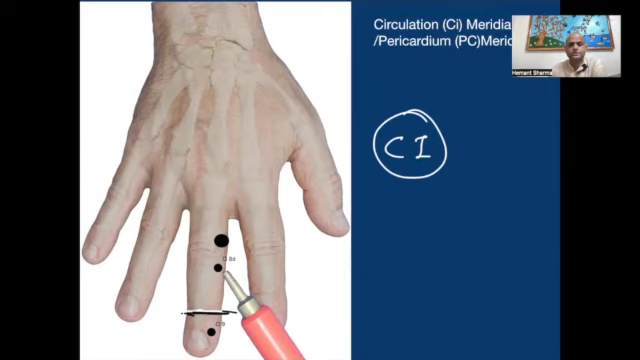 Circulation (Ci) Meridia
/Pericardium (PC)Meric
Hemant Sharma
CI